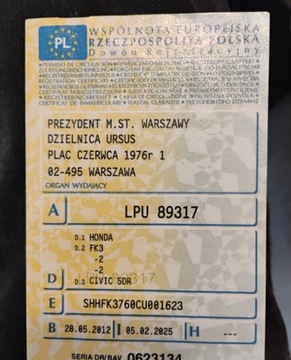 PL
WSPÓLNOTA EUROPEJSKA
RZECZPOSPOLITA POLSKA
Dowód Rejestracyjny
PREZYDENT M.ST. WARSZAWY
DZIELNICA URSUS
PLAC CZERWCA 1976r 1
02-495 WARSZAWA
ORGAN WYDAJĄCY
A LPU 89317
D.1 HONDA
D.2 FK3
-2
-2
D D.3 CIVIC 5DR
E SHHFK3760CU001623
B 28.05.2012 I 05.02.2025 H ---
SERIA DR/BAV 0623134